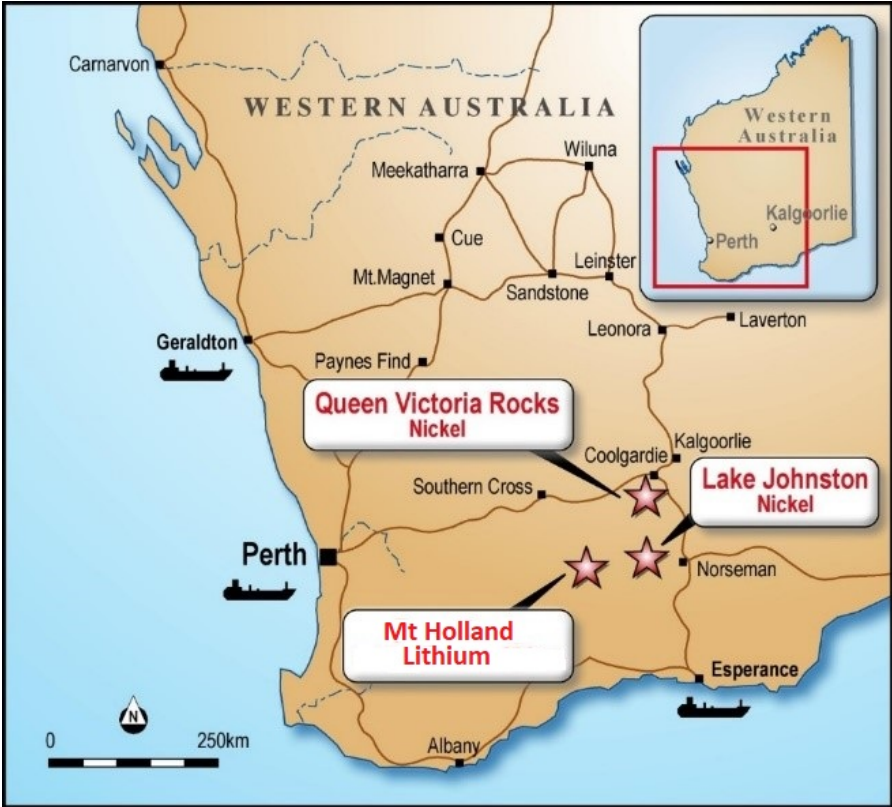 Carnarvon
WESTERN AUSTRALIA
Western
Australia
Kalgoorlie
Perth
Wiluna
Meekatharra
Cue
Leinster
Mt.Magnet
Sandstone
Laverton
Leonora
Geraldton
Paynes Find
Queen Victoria Rocks
Nickel
Kalgoorlie
Coolgardie
Lake Johnston
Nickel
Southern Cross
Perth
Norseman
Mt Holland
Lithium
Esperance
N
0 250km
Albany